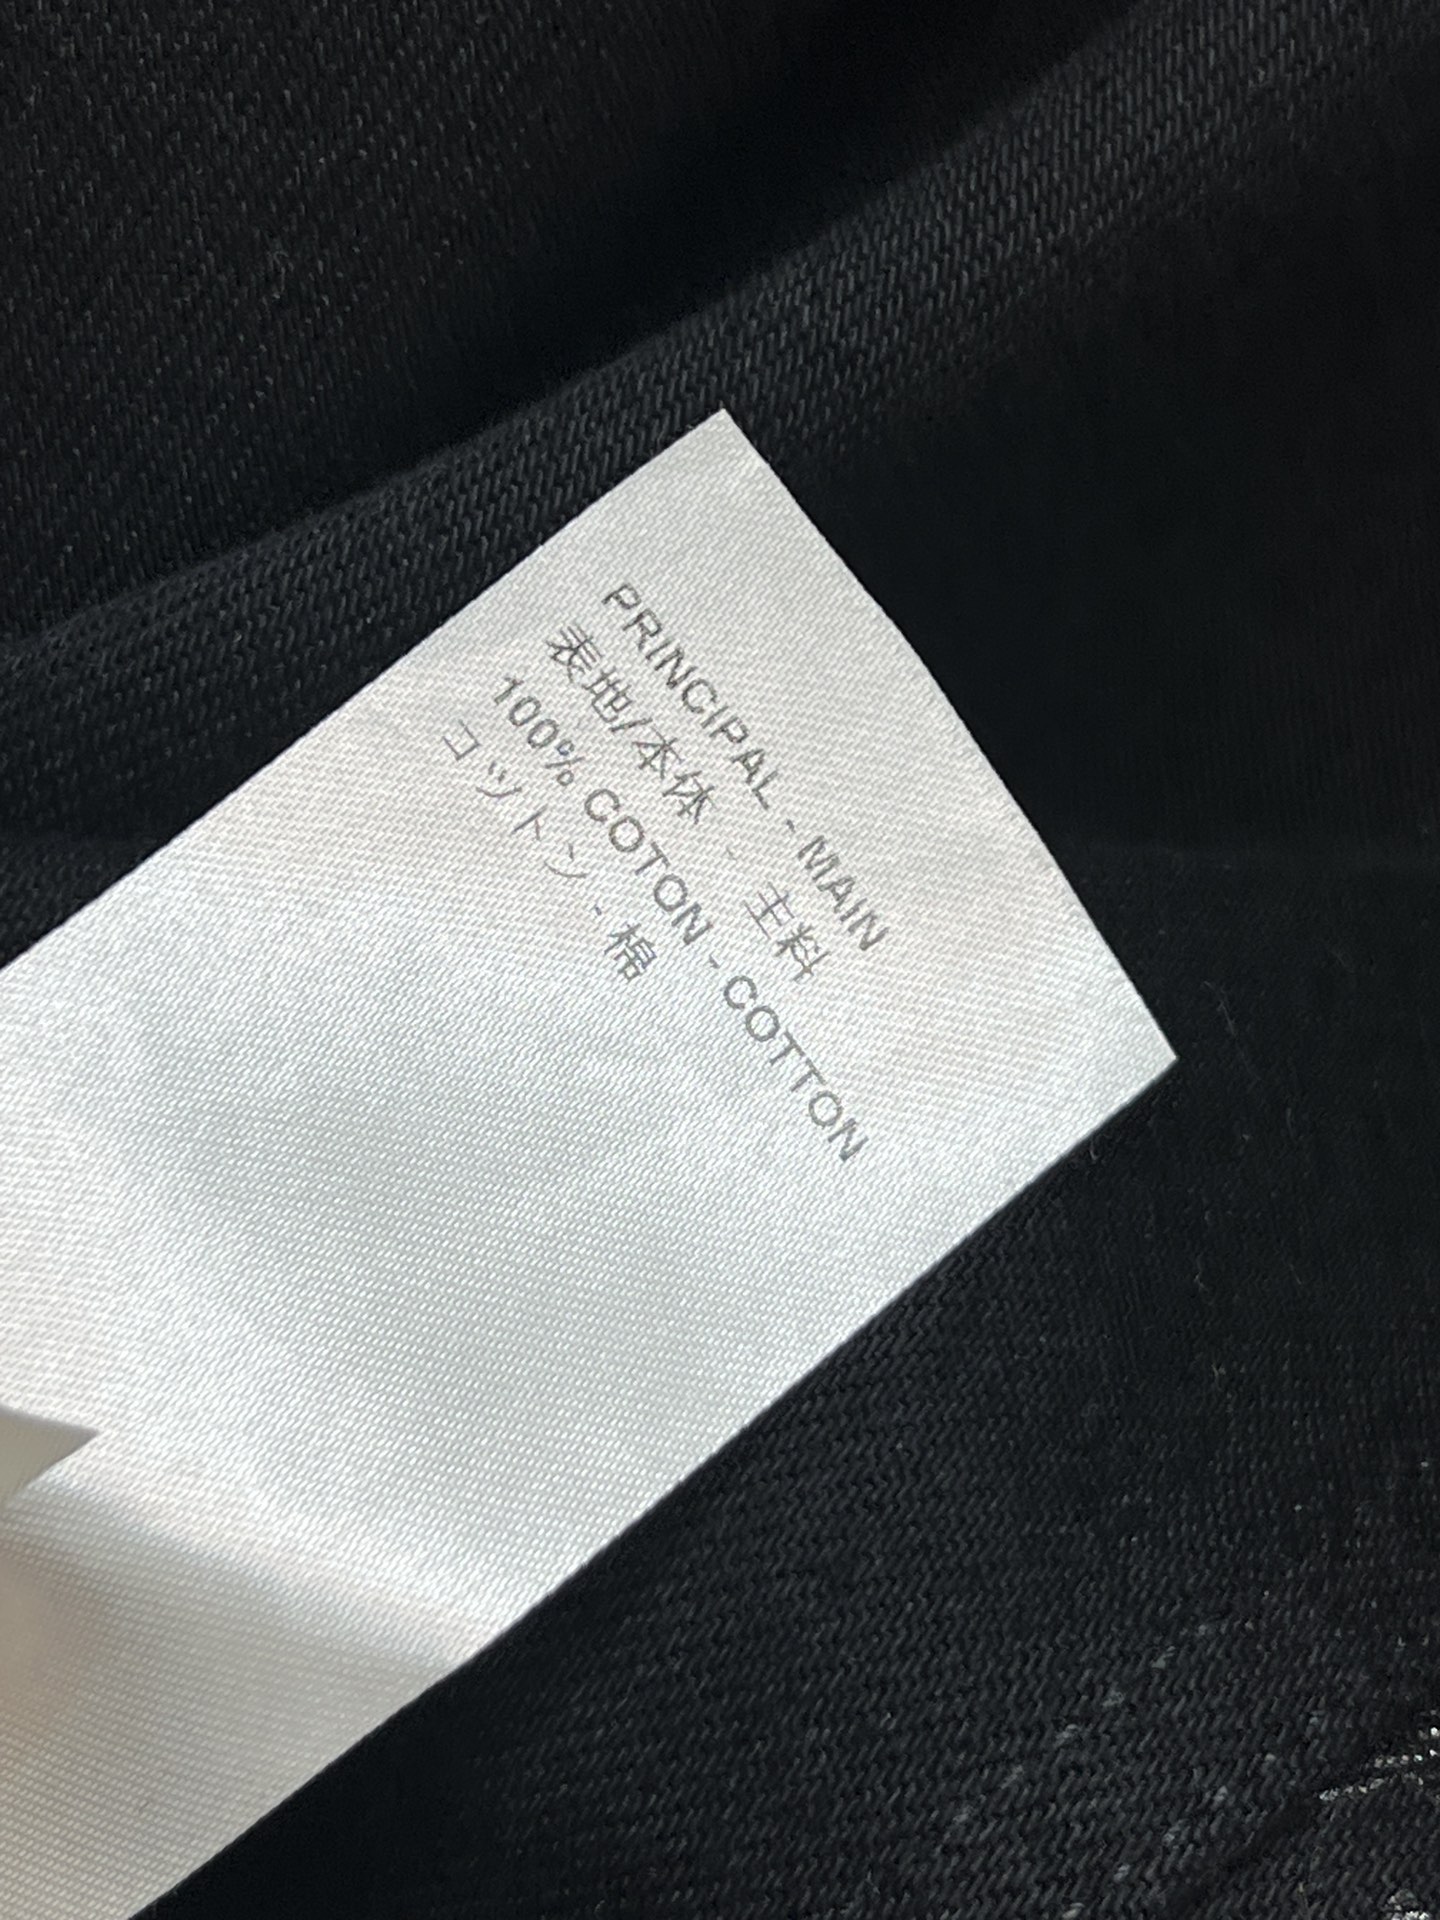 PRINCIPAL - MAIN
表地/本体 - 主料
100% COTON - COTTON
コットン - 棉